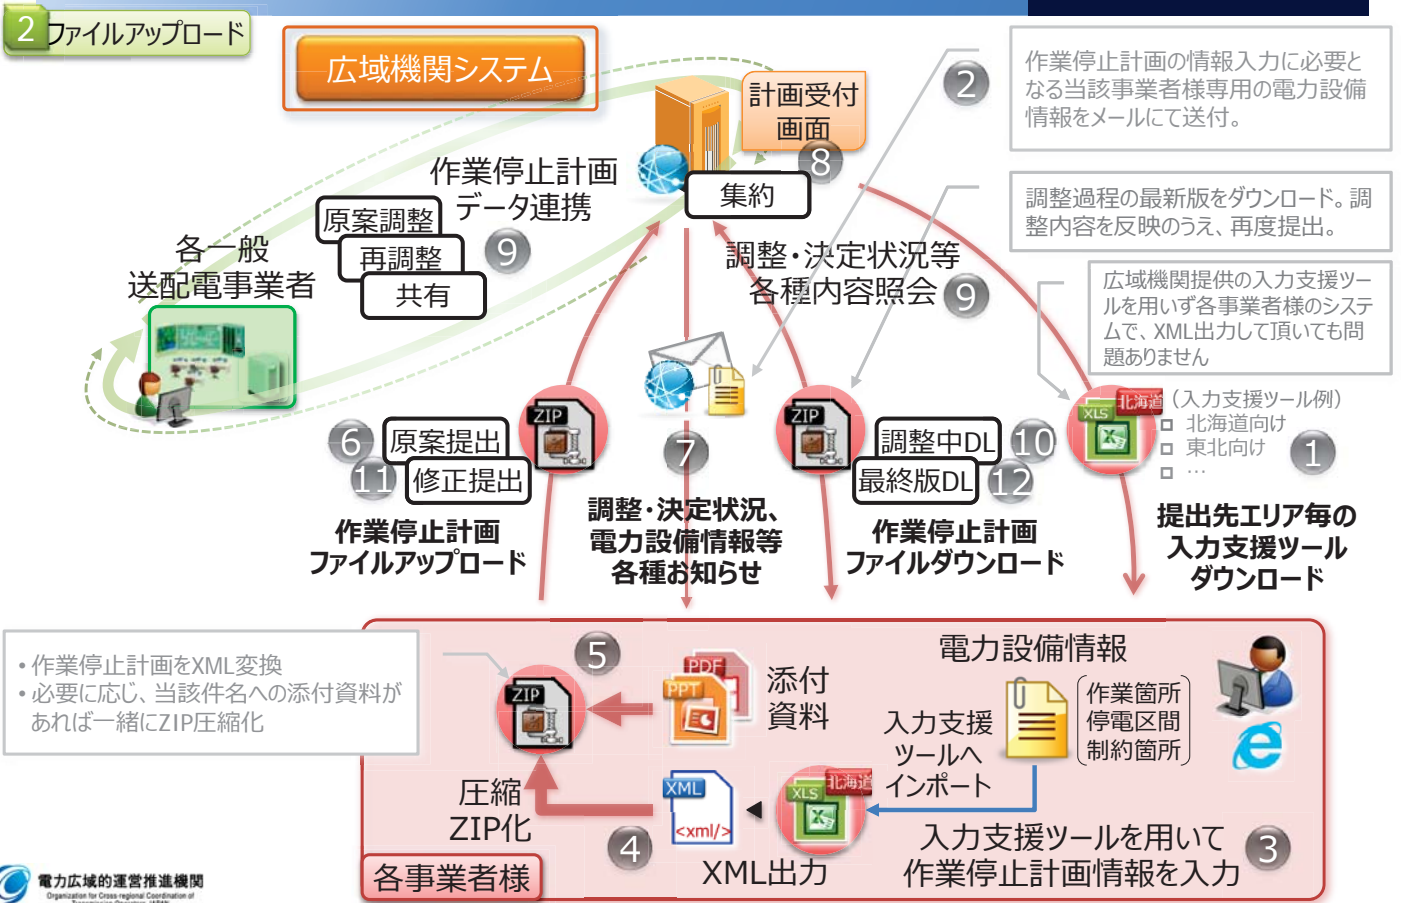 2 ファイルアップロード
広域機関システム
計画受付
画面
8
集約
2
作業停止計画の情報入力に必要と
なる当該事業者様専用の電力設備
情報をメールにて送付。
調整過程の最新版をダウンロード。調
整内容を反映のうえ、再度提出。
広域機関提供の入力支援ツー
ルを用いず各事業者様のシステ
ムで、XML出力して頂いても問
題ありません
作業停止計画
データ連携
9
原案調整
再調整
共有
各一般
送配電事業者
調整・決定状況等
各種内容照会
9
ZIP
6
原案提出
11
修正提出
作業停止計画
ファイルアップロード
7
調整・決定状況、
電力設備情報等
各種お知らせ
ZIP
調整中DL
10
最終版DL
12
作業停止計画
ファイルダウンロード
XLS
北海道
(入力支援ツール例)
北海道向け
東北向け
…
1
提出先エリア毎の
入力支援ツール
ダウンロード
• 作業停止計画をXML変換
• 必要に応じ、当該件名への添付資料が
あれば一緒にZIP圧縮化
5
ZIP
PDF
PPT
添付
資料
電力設備情報
作業箇所
停電区間
制約箇所
入力支援
ツールへ
インポート
圧縮
ZIP化
4
XML
<xml/>
XML出力
XLS
北海道
入力支援ツールを用いて
作業停止計画情報を入力
3
各事業者様
電力広域的運営推進機関
Organization for Cross-regional Coordination of
Transmission Operators, JAPAN